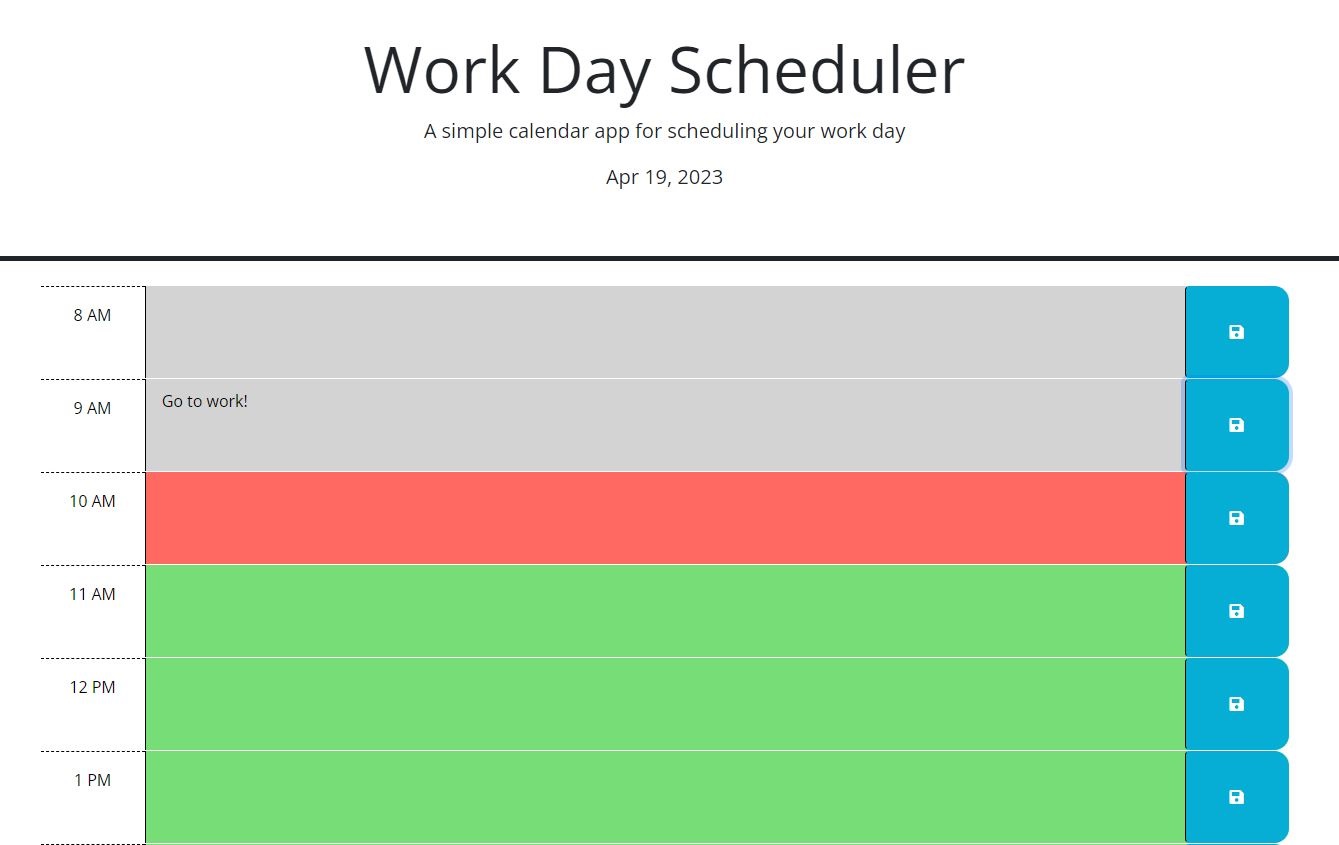 Work Day Scheduler
A simple calendar app for scheduling your work day
Apr 19, 2023
8 AM
9 AM
Go to work!
10 AM
11 AM
12 PM
1 PM